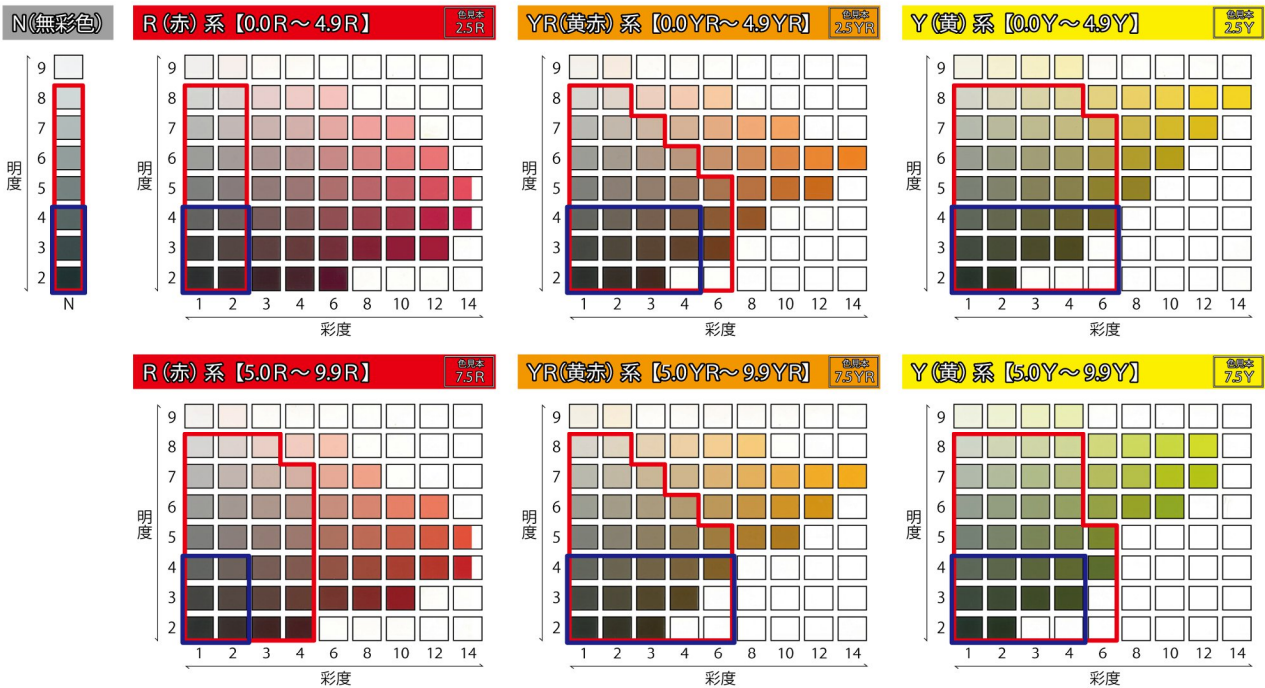 N(無彩色)
R(赤)系【0.0R～4.9R】
色見本
2.5R
YR(黄赤)系【0.0YR～4.9YR】
色見本
2.5YR
Y(黄)系【0.0Y～4.9Y】
色見本
2.5Y
明度
9
8
7
6
5
4
3
2
N
明度
9
8
7
6
5
4
3
2
1 2 3 4 6 8 10 12 14
彩度
明度
9
8
7
6
5
4
3
2
1 2 3 4 6 8 10 12 14
彩度
明度
9
8
7
6
5
4
3
2
1 2 3 4 6 8 10 12 14
彩度
R(赤)系【5.0R～9.9R】
色見本
7.5R
YR(黄赤)系【5.0YR～9.9YR】
色見本
7.5YR
Y(黄)系【5.0Y～9.9Y】
色見本
7.5Y
明度
9
8
7
6
5
4
3
2
1 2 3 4 6 8 10 12 14
彩度
明度
9
8
7
6
5
4
3
2
1 2 3 4 6 8 10 12 14
彩度
明度
9
8
7
6
5
4
3
2
1 2 3 4 6 8 10 12 14
彩度